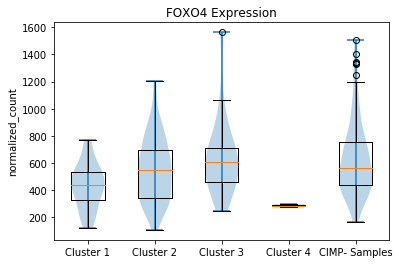 FOXO4 Expression
normalized_count
1600
1400
1200
1000
800
600
400
200
Cluster 1 Cluster 2 Cluster 3 Cluster 4 CIMP- Samples